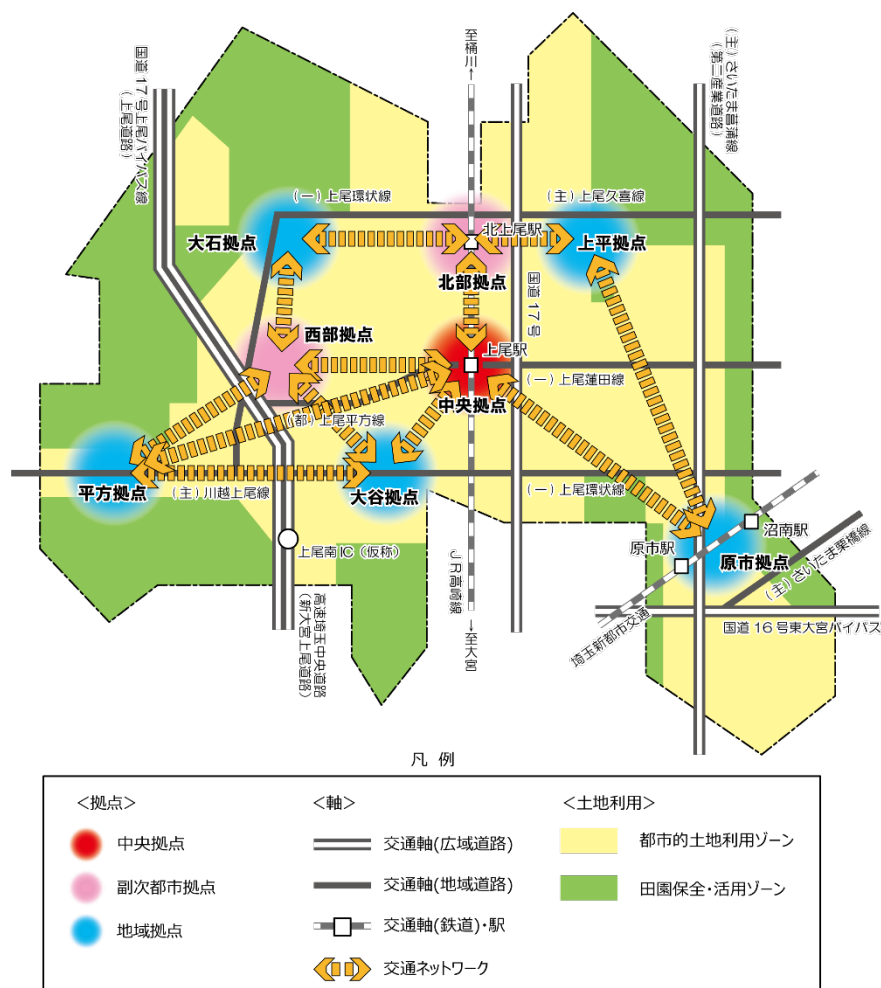 至桶川→
(主)さいたま菖蒲線
(第二産業道路)
国道17号上尾バイパス線
(上尾道路)
(一)上尾環状線
(主)上尾久喜線
大石拠点
北上尾駅
上平拠点
北部拠点
国道17号
西部拠点
上尾駅
(一)上尾蓮田線
中央拠点
(都)上尾平方線
平方拠点
(主)川越上尾線
大谷拠点
(一)上尾環状線
沼南駅
原市駅
上尾南IC(仮称)
原市拠点
JR高崎線
(主)さいたま栗橋線
高速埼玉中央道路
(新大宮上尾道路)
→至大宮
埼玉新都市交通
国道16号東大宮バイパス
凡例
<拠点>
<軸>
<土地利用>
中央拠点
交通軸(広域道路)
都市的土地利用ゾーン
副次都市拠点
交通軸(地域道路)
田園保全・活用ゾーン
地域拠点
交通軸(鉄道)・駅
交通ネットワーク